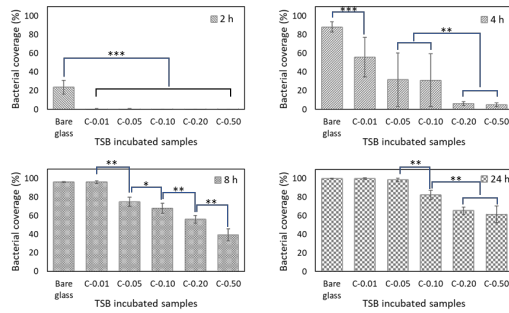 Bacterial coverage (%)
100
80
60
40
20
0
***
2 h
Bare glass
C-0.01
C-0.05
C-0.10
C-0.20
C-0.50
TSB incubated samples
Bacterial coverage (%)
100
80
60
40
20
0
***
**
4 h
Bare glass
C-0.01
C-0.05
C-0.10
C-0.20
C-0.50
TSB incubated samples
Bacterial coverage (%)
100
80
60
40
20
0
**
*
**
**
8 h
Bare glass
C-0.01
C-0.05
C-0.10
C-0.20
C-0.50
TSB incubated samples
Bacterial coverage (%)
100
80
60
40
20
0
**
**
24 h
Bare glass
C-0.01
C-0.05
C-0.10
C-0.20
C-0.50
TSB incubated samples